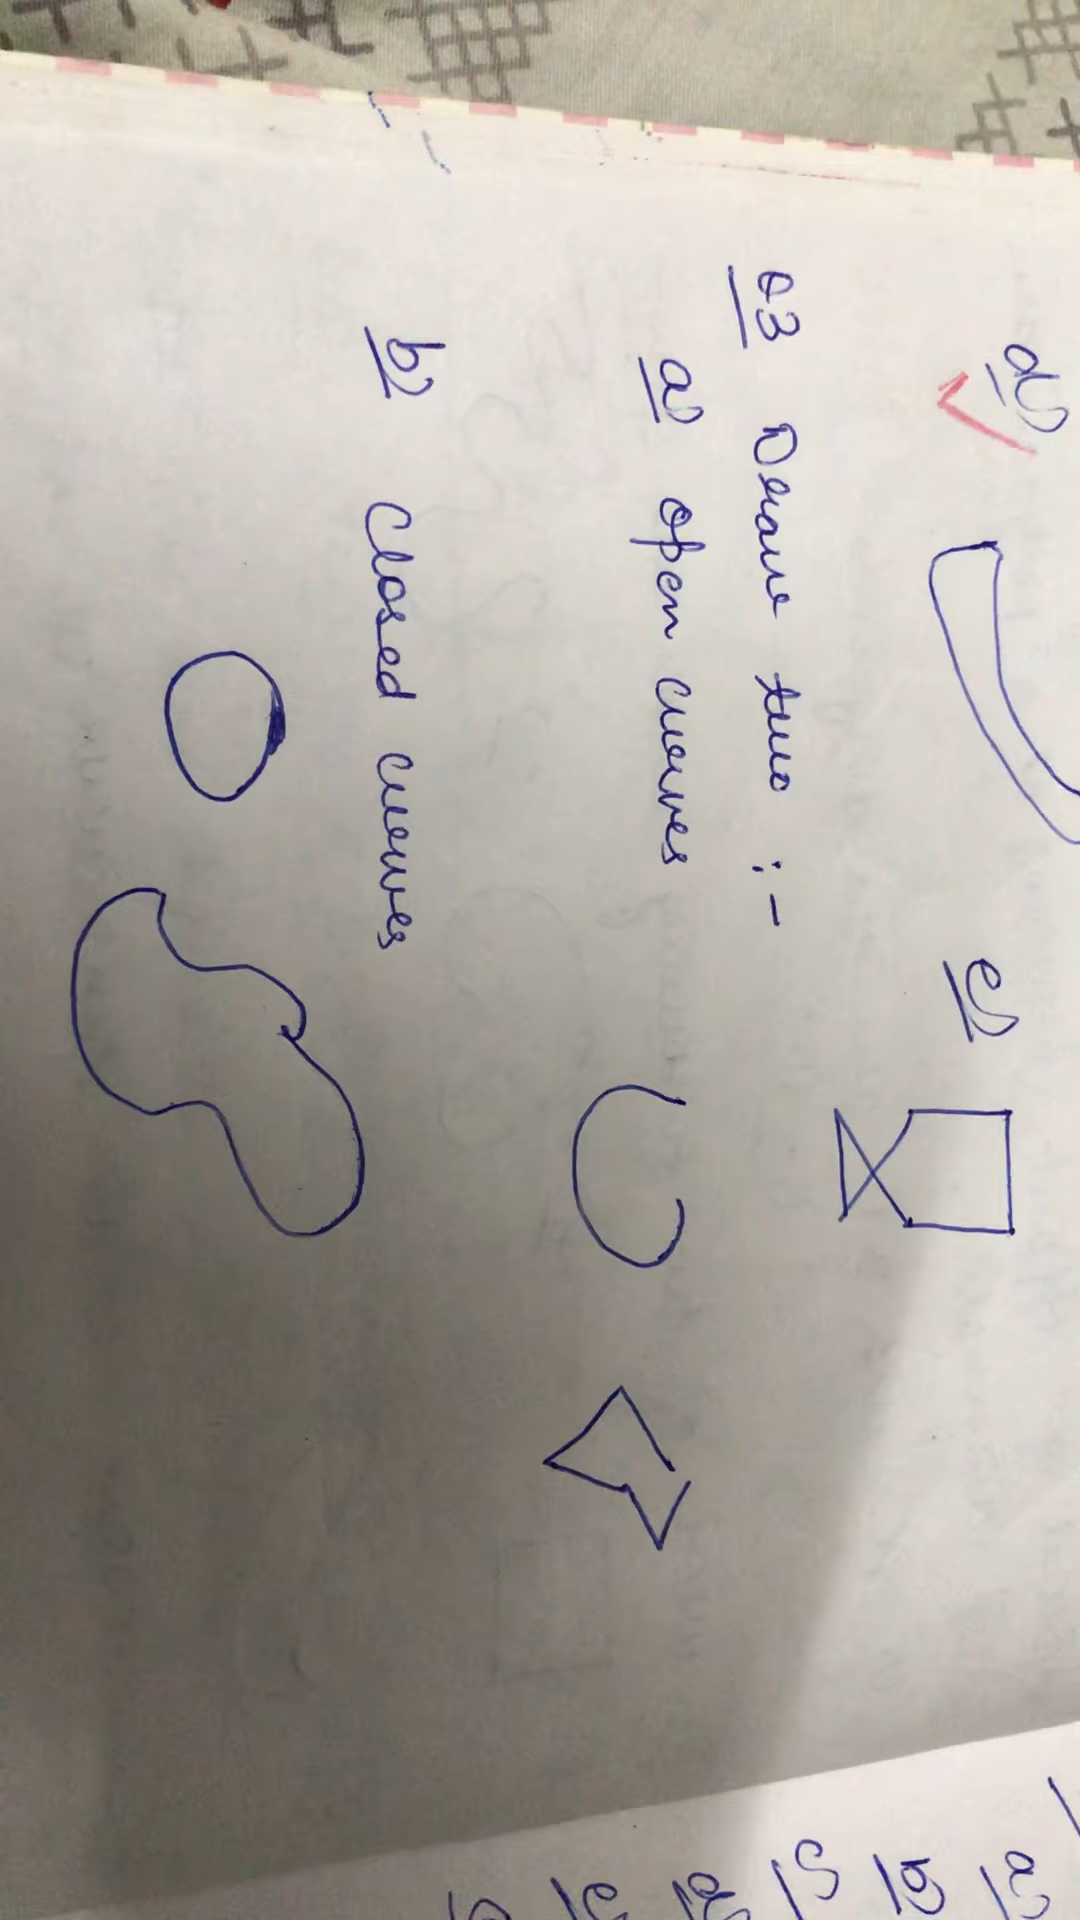 d)
e)
Q3 Draw two :-
a) open curves
b) Closed curves
a)
b)
c)
d)
e)